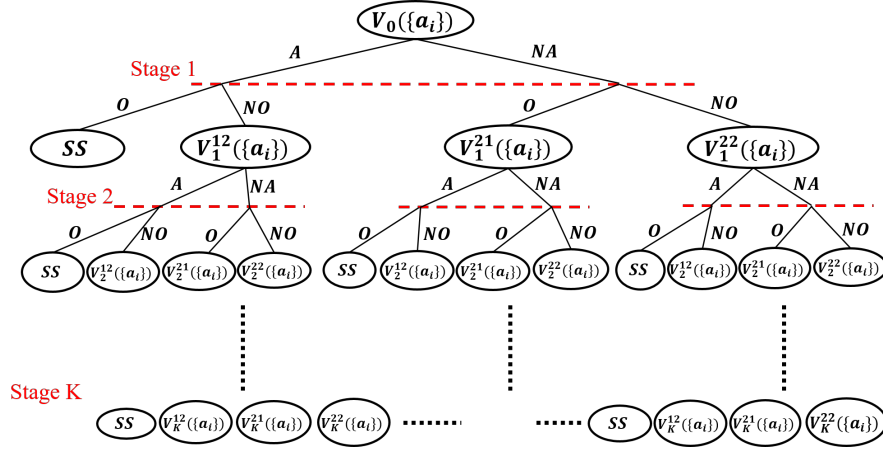 V_0({a_i})
A NA
Stage 1
O NO O NO
SS V_1^{12}({a_i}) V_1^{21}({a_i}) V_1^{22}({a_i})
A NA A NA A NA
Stage 2
O NO O NO O NO O NO O NO O NO
SS V_2^{12}({a_i}) V_2^{21}({a_i}) V_2^{22}({a_i}) SS V_2^{12}({a_i}) V_2^{21}({a_i}) V_2^{22}({a_i}) SS V_2^{12}({a_i}) V_2^{21}({a_i}) V_2^{22}({a_i})
Stage K
SS V_K^{12}({a_i}) V_K^{21}({a_i}) V_K^{22}({a_i}) SS V_K^{12}({a_i}) V_K^{21}({a_i}) V_K^{22}({a_i})